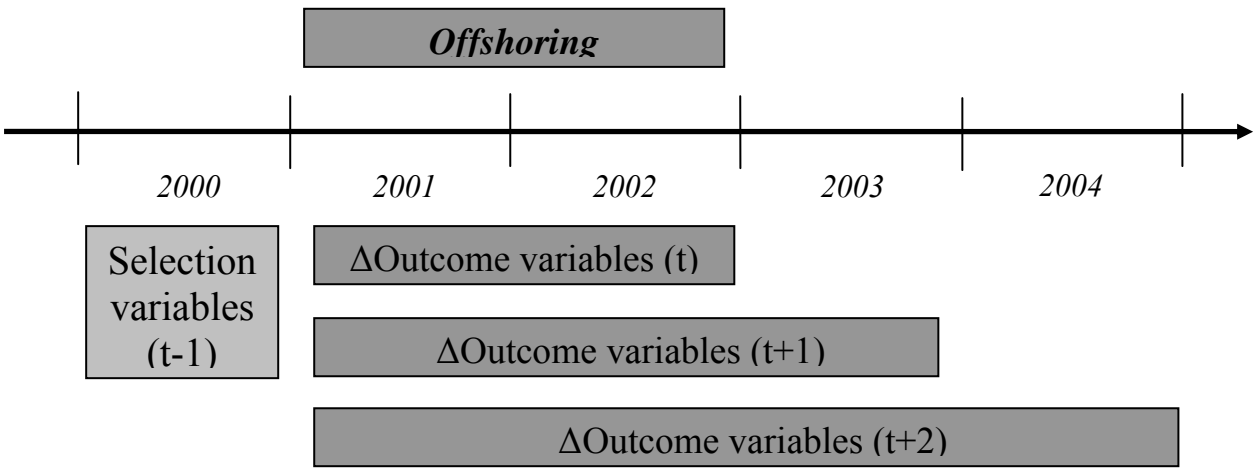 Offshoring
2000 2001 2002 2003 2004
Selection
variables
(t-1)
ΔOutcome variables (t)
ΔOutcome variables (t+1)
ΔOutcome variables (t+2)